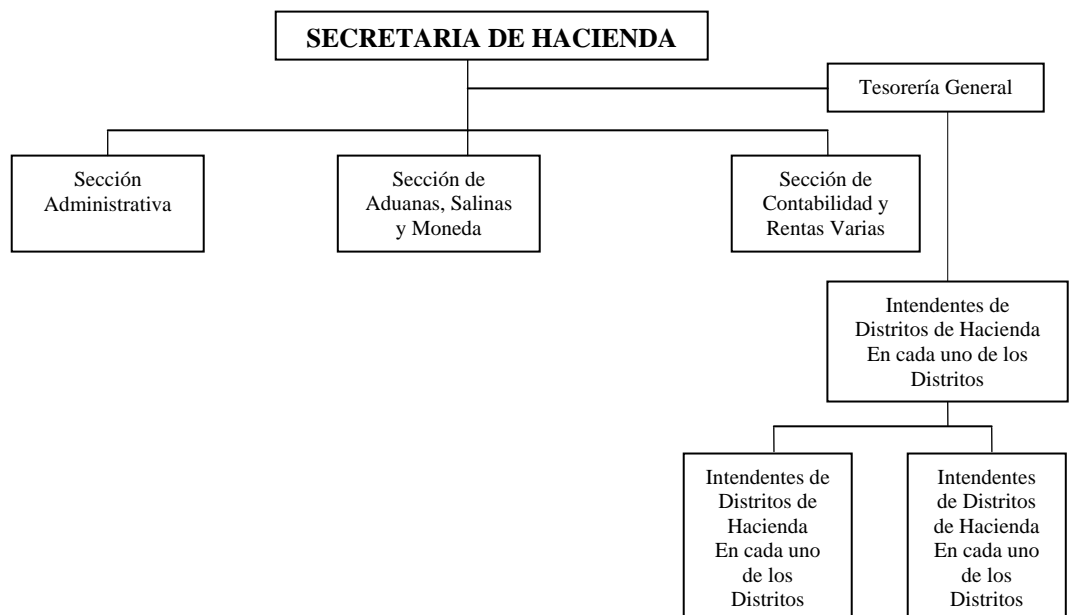 SECRETARIA DE HACIENDA
Tesorería General
Sección
Administrativa
Sección de
Aduanas, Salinas
y Moneda
Sección de
Contabilidad y
Rentas Varias
Intendentes de
Distritos de Hacienda
En cada uno de los
Distritos
Intendentes de
Distritos de
Hacienda
En cada uno
de los
Distritos
Intendentes
de Distritos
de Hacienda
En cada uno
de los
Distritos